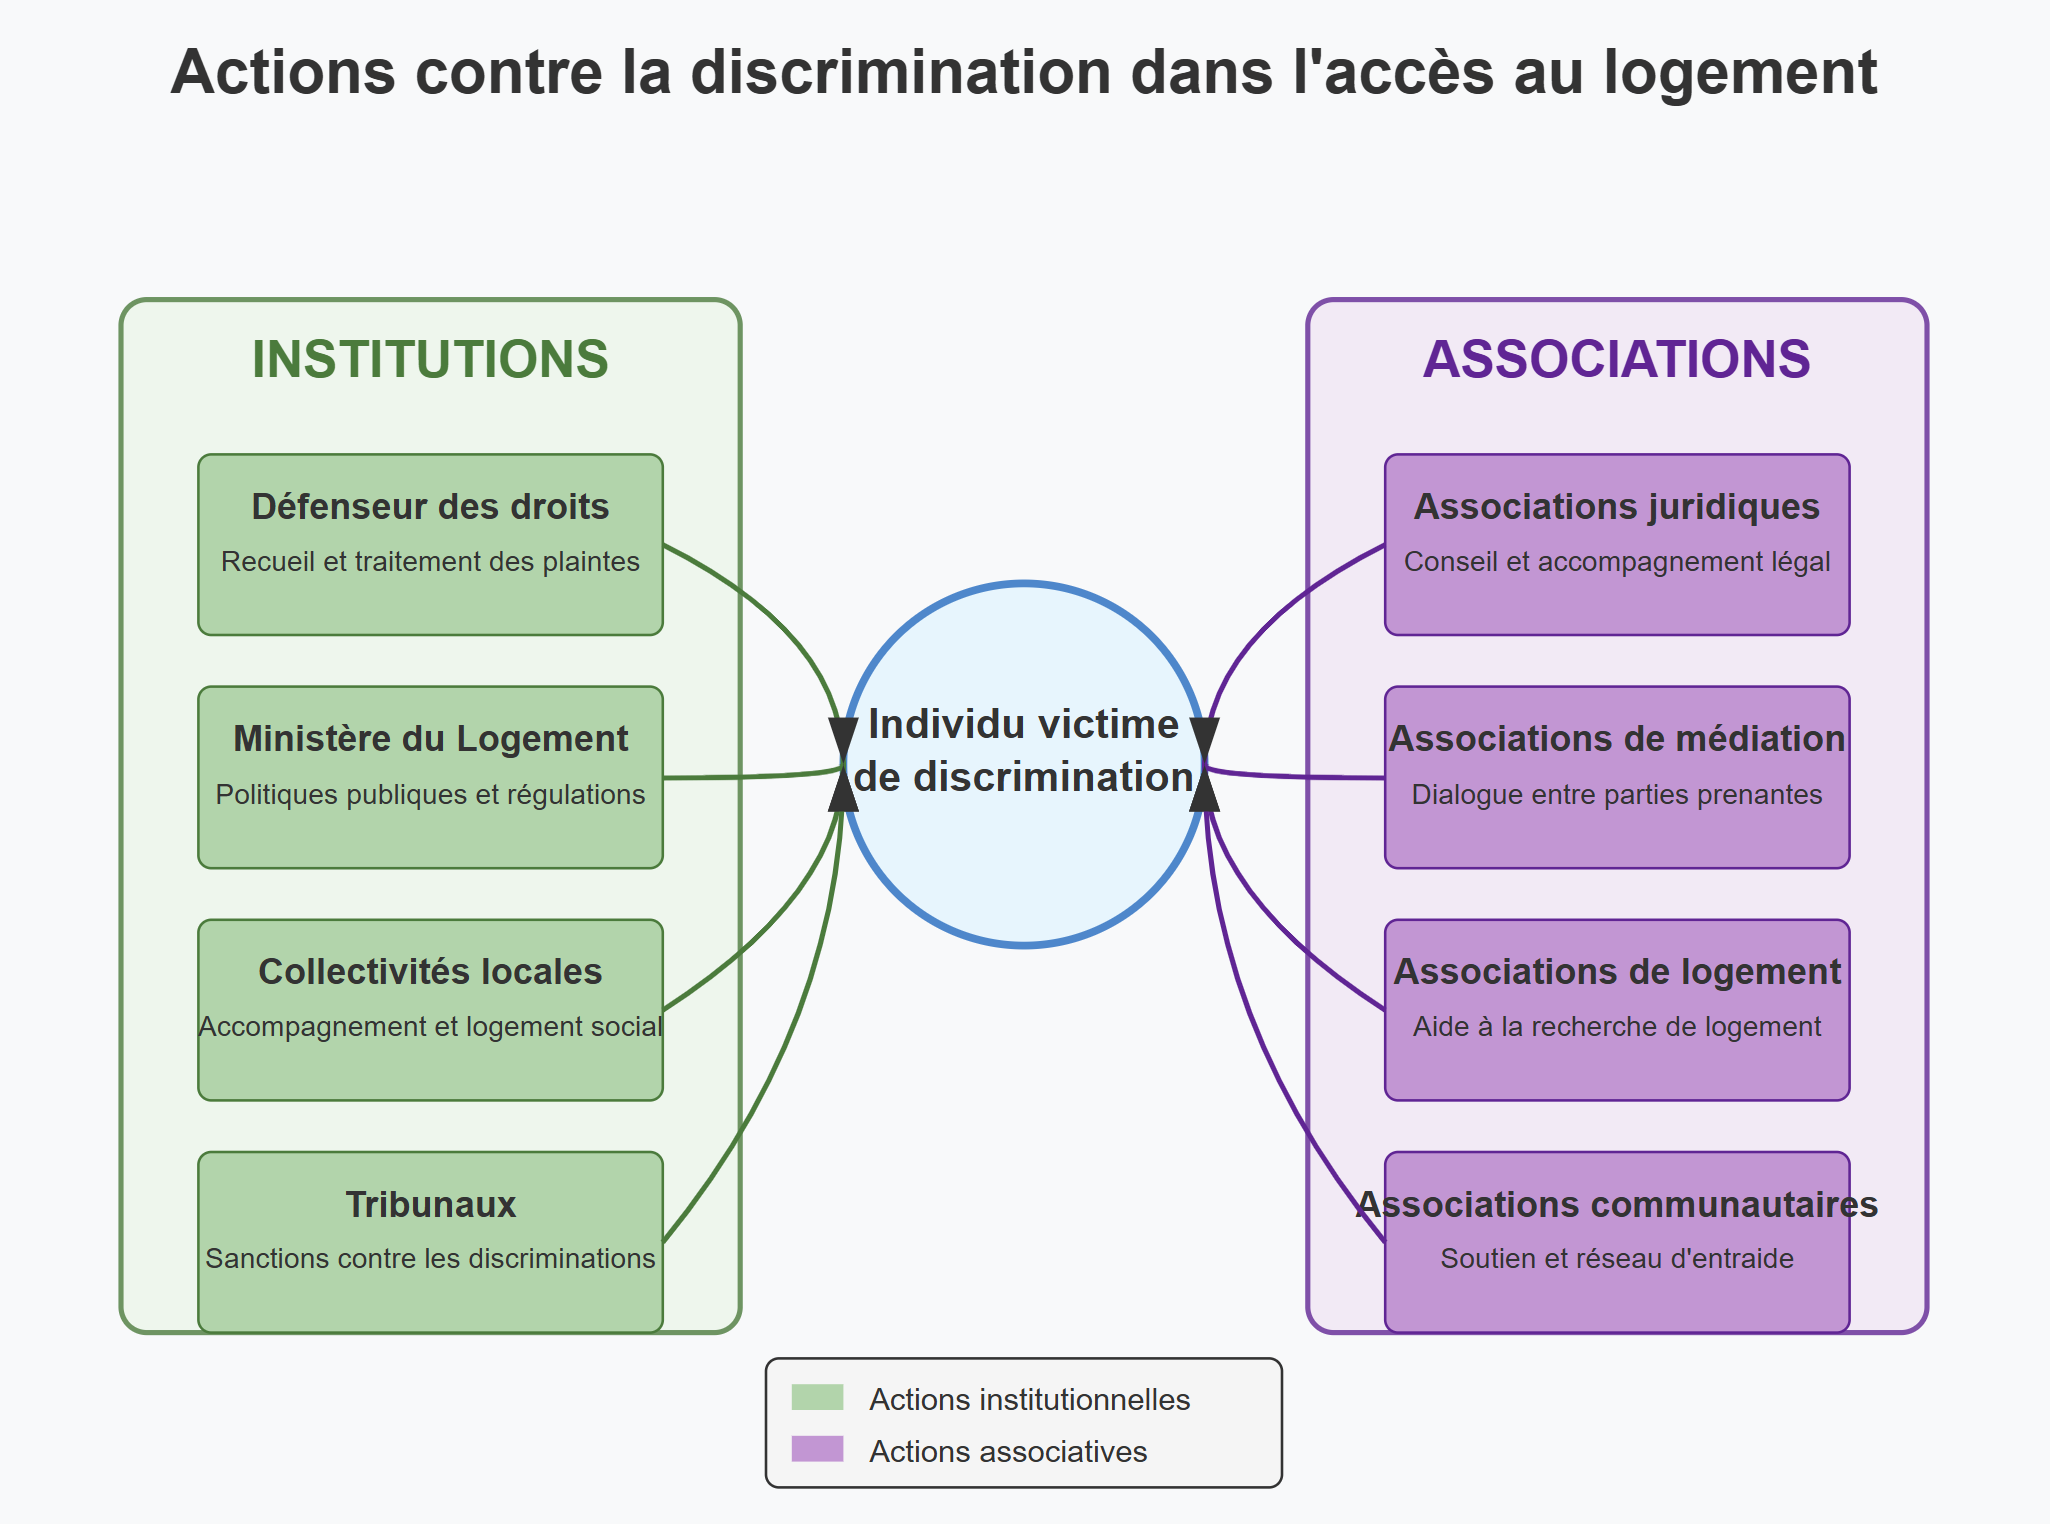 Actions contre la discrimination dans l'accès au logement
INSTITUTIONS
Défenseur des droits
Recueil et traitement des plaintes
Ministère du Logement
Politiques publiques et régulations
Collectivités locales
Accompagnement et logement social
Tribunaux
Sanctions contre les discriminations
Individu victime
de discrimination
ASSOCIATIONS
Associations juridiques
Conseil et accompagnement légal
Associations de médiation
Dialogue entre parties prenantes
Associations de logement
Aide à la recherche de logement
Associations communautaires
Soutien et réseau d'entraide
Actions institutionnelles
Actions associatives